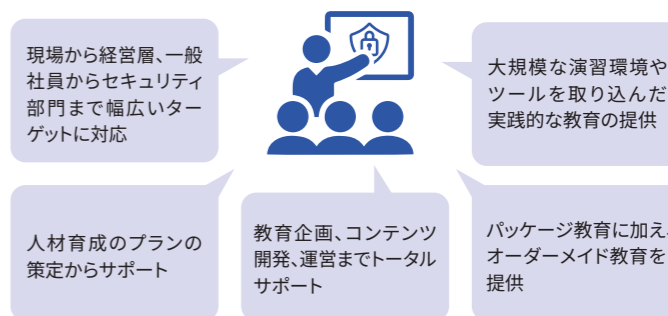 現場から経営層、一般
社員からセキュリティ
部門まで幅広いター
ゲットに対応
大規模な演習環境や
ツールを取り込んだ
実践的な教育の提供
人材育成のプランの
策定からサポート
教育企画、コンテンツ
開発、運営までトータル
サポート
パッケージ教育に加え、
オーダーメイド教育を
提供